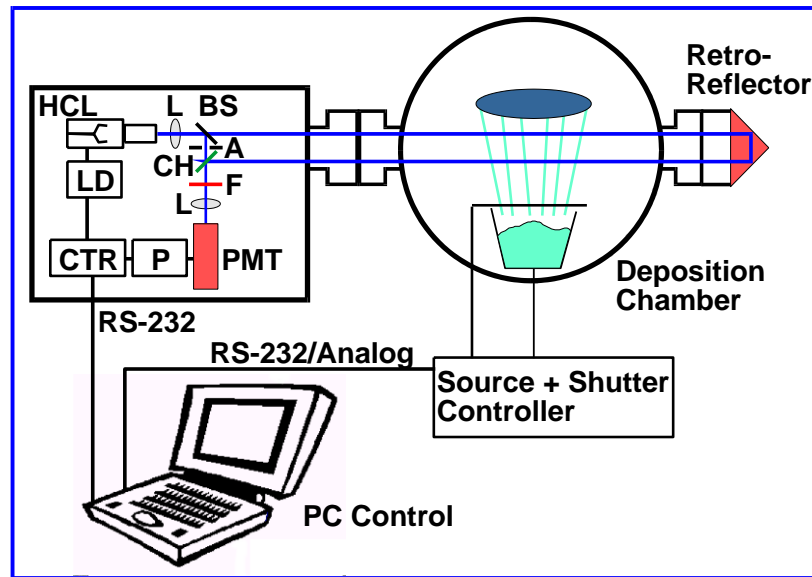 Retro-
Reflector
HCL
L
BS
A
CH
F
LD
L
CTR
P
PMT
Deposition
Chamber
RS-232
RS-232/Analog
Source + Shutter
Controller
PC Control